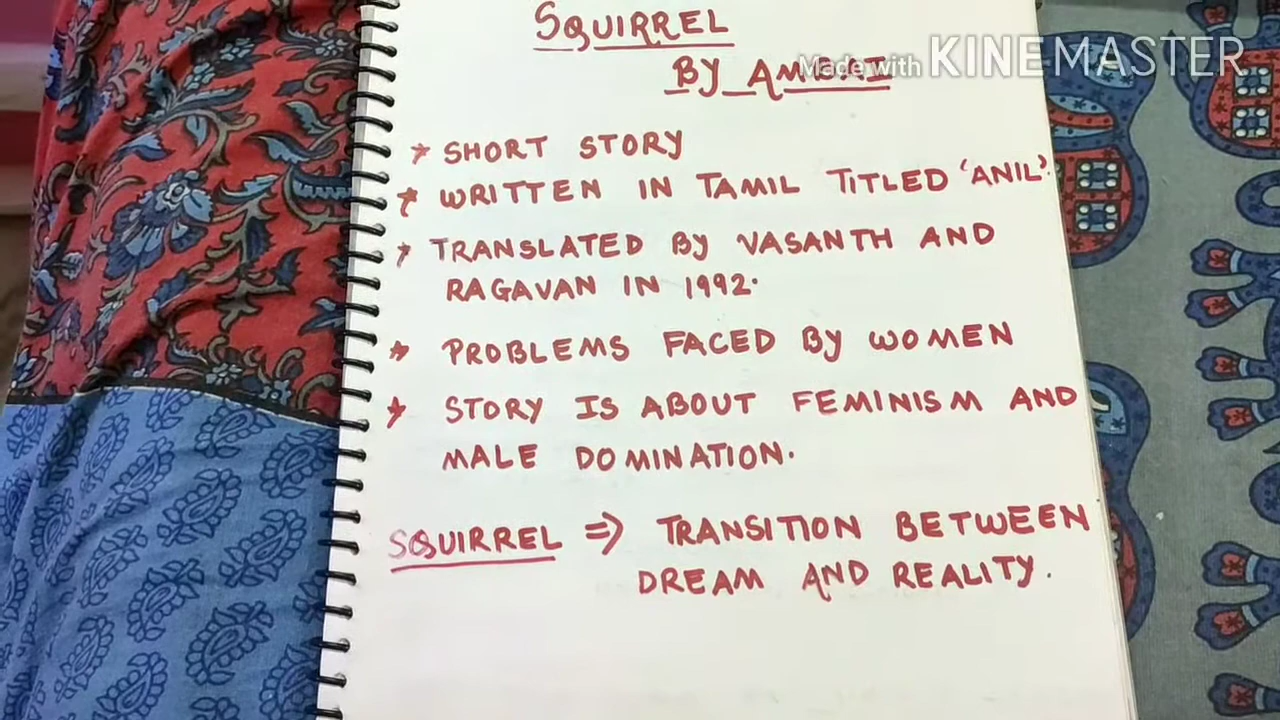 SQUIRREL
Made with KINEMASTER
BY AMBAI
* SHORT STORY
* WRITTEN IN TAMIL TITLED 'ANIL'.
* TRANSLATED BY VASANTH AND
RAGAVAN IN 1992.
* PROBLEMS FACED BY WOMEN
* STORY IS ABOUT FEMINISM AND
MALE DOMINATION.
SQUIRREL => TRANSITION BETWEEN
DREAM AND REALITY.